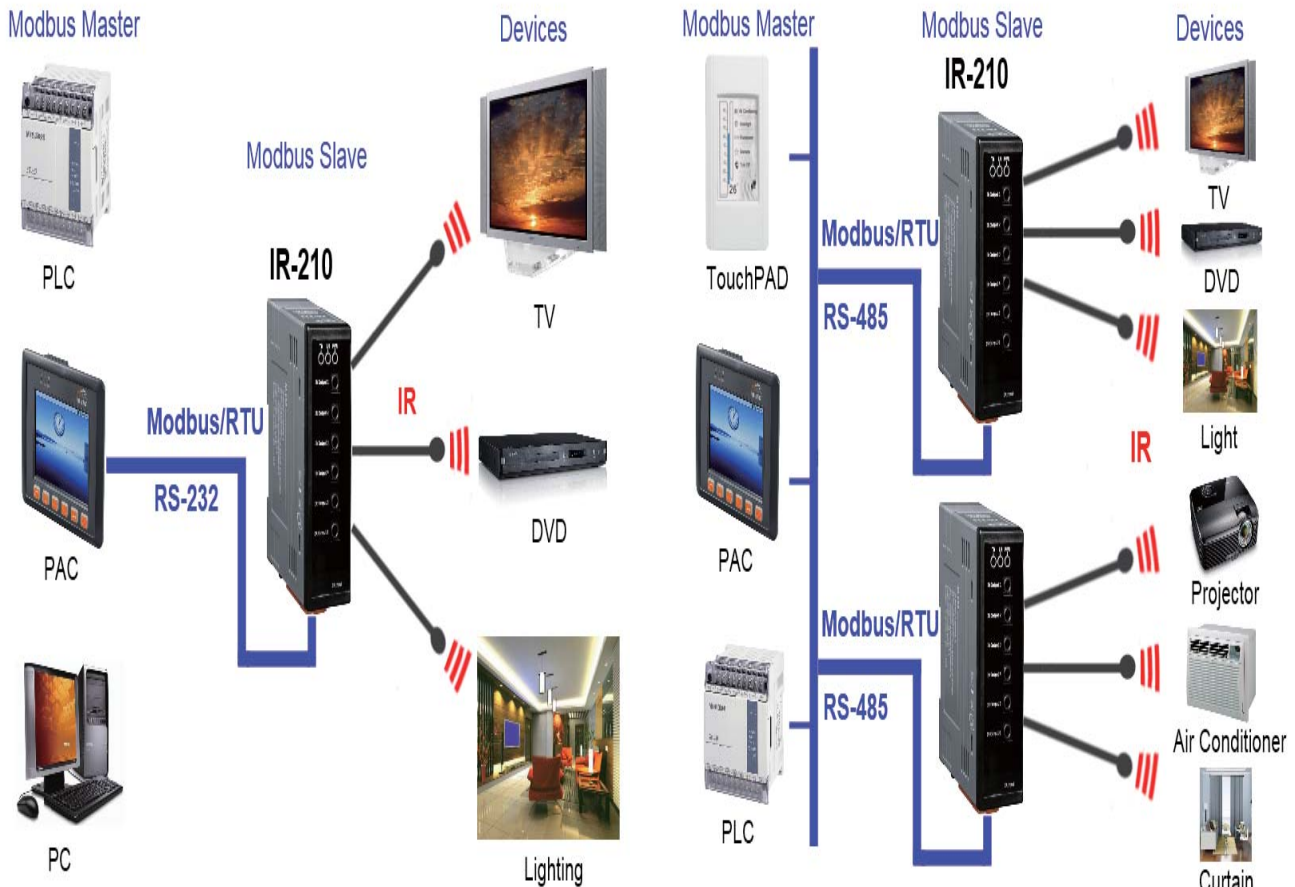 Modbus Master
Devices
Modbus Slave
IR-210
PLC
TV
Modbus/RTU
RS-232
IR
PAC
DVD
PC
Lighting
Modbus Master
Modbus Slave
Devices
IR-210
TouchPAD
Modbus/RTU
RS-485
TV
DVD
Light
IR
PAC
Projector
Modbus/RTU
RS-485
Air Conditioner
PLC
Curtain